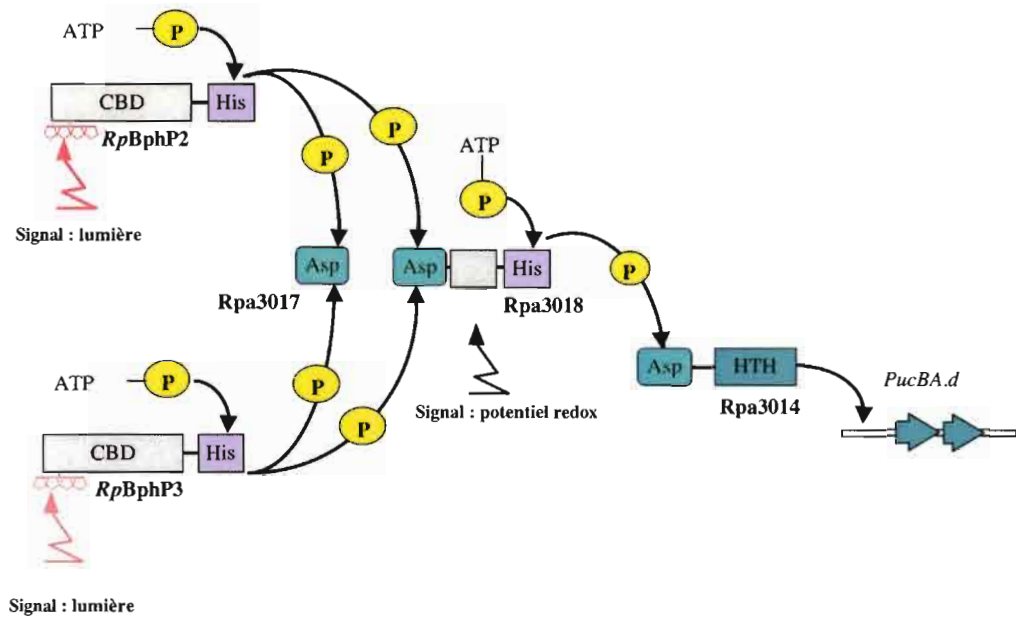 ATP
P
CBD
His
RpBphP2
P
P
Signal : lumière
ATP
P
Asp
Rpa3017
Asp
His
Rpa3018
P
Signal : potentiel redox
Asp
HTH
Rpa3014
PucBA.d
ATP
P
P
P
CBD
His
RpBphP3
Signal : lumière